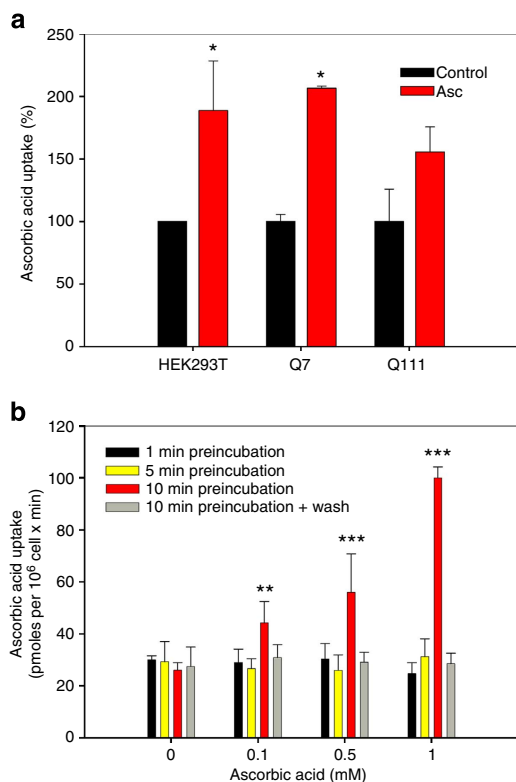 a
250
200
150
100
50
0
Ascorbic acid uptake (%)
*
*
Control
Asc
HEK293T
Q7
Q111
b
120
100
80
60
40
20
0
Ascorbic acid uptake
(pmoles per 10⁶ cell x min)
1 min preincubation
5 min preincubation
10 min preincubation
10 min preincubation + wash
**
***
***
0
0.1
0.5
1
Ascorbic acid (mM)